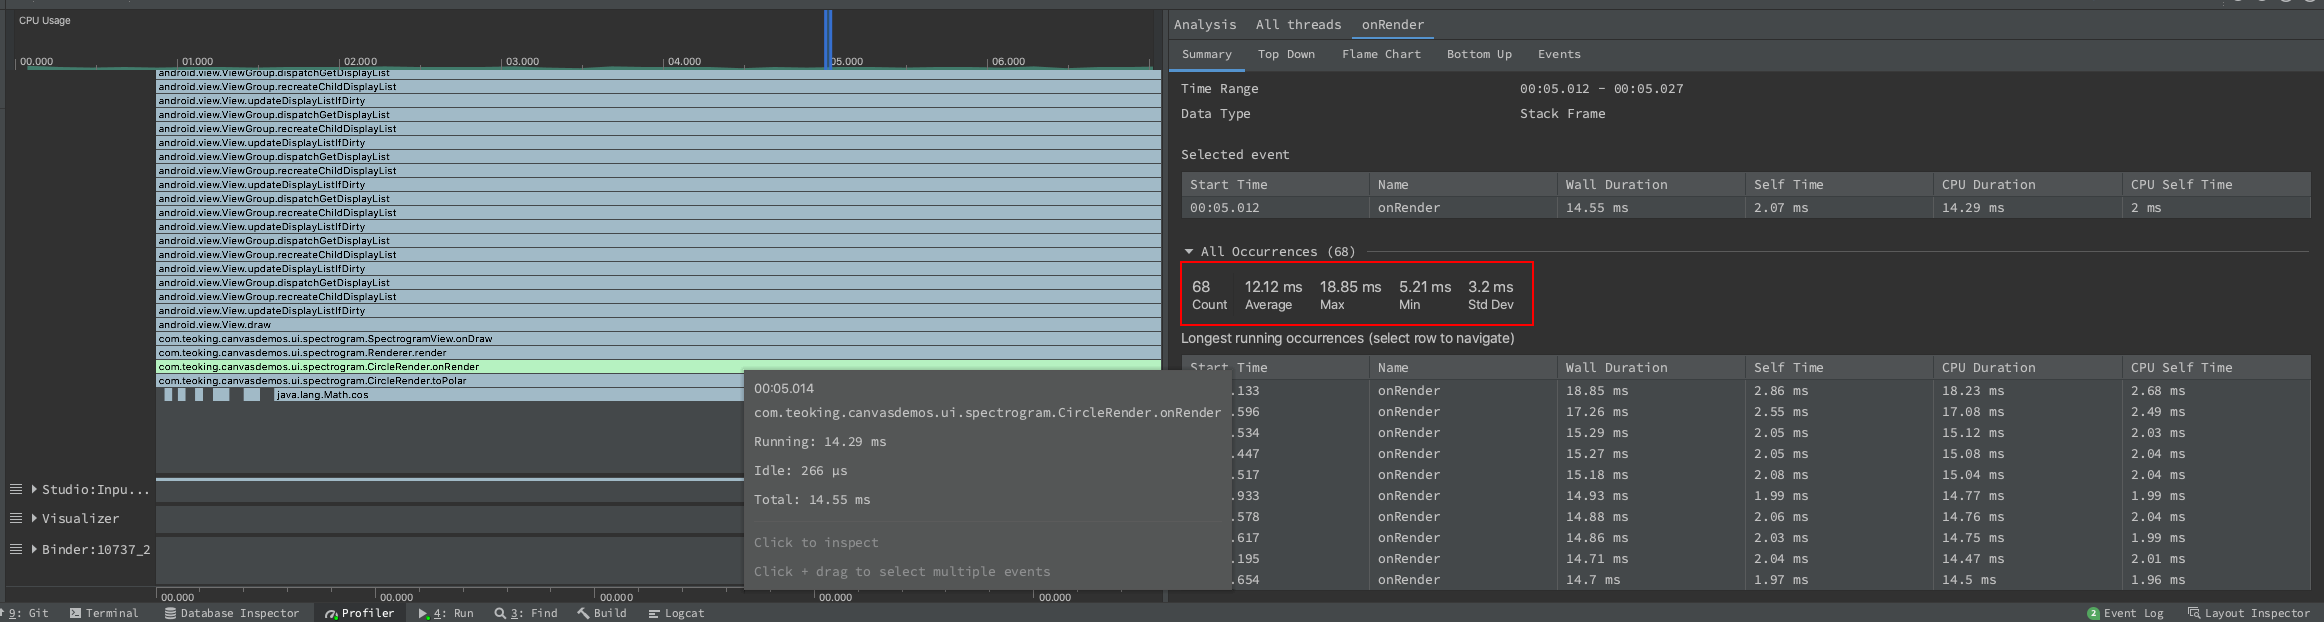 CPU Usage
00.000 01.000 02.000 03.000 04.000 05.000 06.000
android.view.ViewGroup.dispatchGetDisplayList
android.view.ViewGroup.recreateChildDisplayList
android.view.View.updateDisplayListIfDirty
android.view.ViewGroup.dispatchGetDisplayList
android.view.ViewGroup.recreateChildDisplayList
android.view.View.updateDisplayListIfDirty
android.view.ViewGroup.dispatchGetDisplayList
android.view.ViewGroup.recreateChildDisplayList
android.view.View.updateDisplayListIfDirty
android.view.ViewGroup.dispatchGetDisplayList
android.view.ViewGroup.recreateChildDisplayList
android.view.View.updateDisplayListIfDirty
android.view.ViewGroup.dispatchGetDisplayList
android.view.ViewGroup.recreateChildDisplayList
android.view.View.updateDisplayListIfDirty
android.view.ViewGroup.dispatchGetDisplayList
android.view.ViewGroup.recreateChildDisplayList
android.view.View.updateDisplayListIfDirty
android.view.View.draw
com.teoking.canvasdemos.ui.spectrogram.SpectrogramView.onDraw
com.teoking.canvasdemos.ui.spectrogram.Renderer.render
com.teoking.canvasdemos.ui.spectrogram.CircleRender.onRender
com.teoking.canvasdemos.ui.spectrogram.CircleRender.toPolar
java.lang.Math.cos
Studio:Inpu...
Visualizer
Binder:10737_2
00.000 00.000 00.000 00.000 00.000
00:05.014
com.teoking.canvasdemos.ui.spectrogram.CircleRender.onRender
Running: 14.29 ms
Idle: 266 μs
Total: 14.55 ms
Click to inspect
Click + drag to select multiple events
Analysis All threads onRender
Summary Top Down Flame Chart Bottom Up Events
Time Range 00:05.012 - 00:05.027
Data Type Stack Frame
Selected event
Start Time Name Wall Duration Self Time CPU Duration CPU Self Time
00:05.012 onRender 14.55 ms 2.07 ms 14.29 ms 2 ms
All Occurrences (68)
68 12.12 ms 18.85 ms 5.21 ms 3.2 ms
Count Average Max Min Std Dev
Longest running occurrences (select row to navigate)
Start Time Name Wall Duration Self Time CPU Duration CPU Self Time
.133 onRender 18.85 ms 2.86 ms 18.23 ms 2.68 ms
.596 onRender 17.26 ms 2.55 ms 17.08 ms 2.49 ms
.534 onRender 15.29 ms 2.05 ms 15.12 ms 2.03 ms
.447 onRender 15.27 ms 2.05 ms 15.08 ms 2.04 ms
.517 onRender 15.18 ms 2.08 ms 15.04 ms 2.04 ms
.933 onRender 14.93 ms 1.99 ms 14.77 ms 1.99 ms
.578 onRender 14.88 ms 2.06 ms 14.76 ms 2.04 ms
.617 onRender 14.86 ms 2.03 ms 14.75 ms 1.99 ms
.195 onRender 14.71 ms 2.04 ms 14.47 ms 2.01 ms
.654 onRender 14.7 ms 1.97 ms 14.5 ms 1.96 ms
9: Git Terminal Database Inspector Profiler 4: Run 3: Find Build Logcat 2 Event Log Layout Inspector